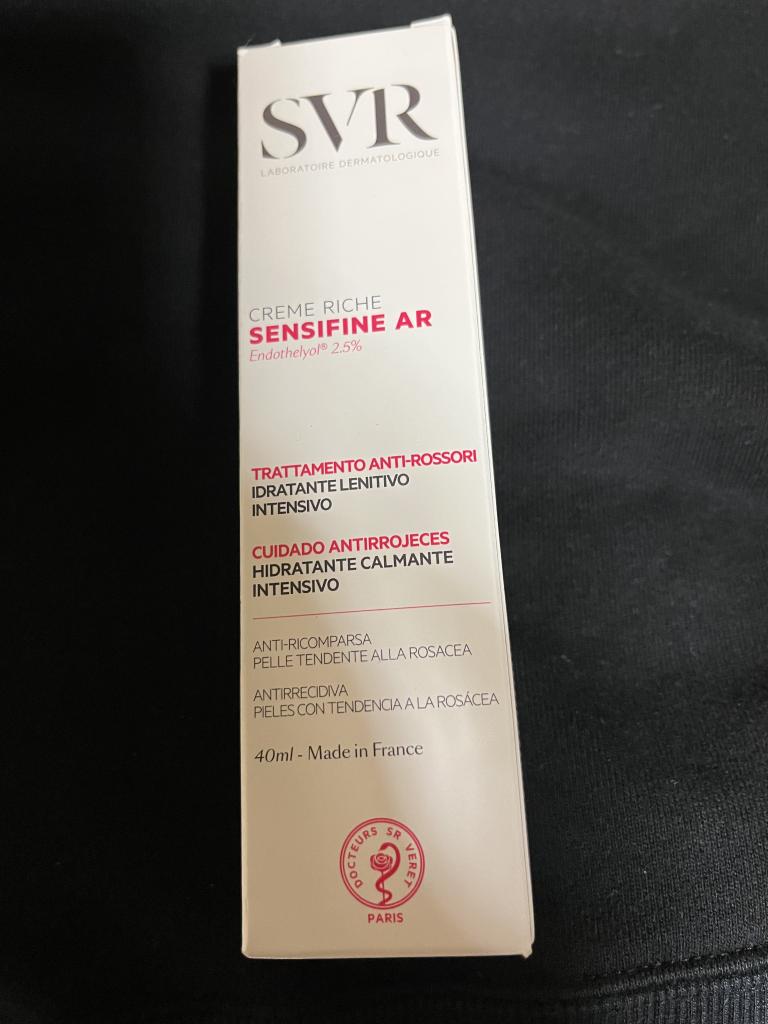 SVR
LABORATOIRE DERMATOLOGIQUE
CREME RICHE
SENSIFINE AR
Endothelyol® 2.5%
TRATTAMENTO ANTI-ROSSORI
IDRATANTE LENITIVO
INTENSIVO
CUIDADO ANTIRROJECES
HIDRATANTE CALMANTE
INTENSIVO
ANTI-RICOMPARSA
PELLE TENDENTE ALLA ROSACEA
ANTIRRECIDIVA
PIELES CON TENDENCIA A LA ROSÁCEA
40ml - Made in France
DOCTEURS SR VERET
PARIS